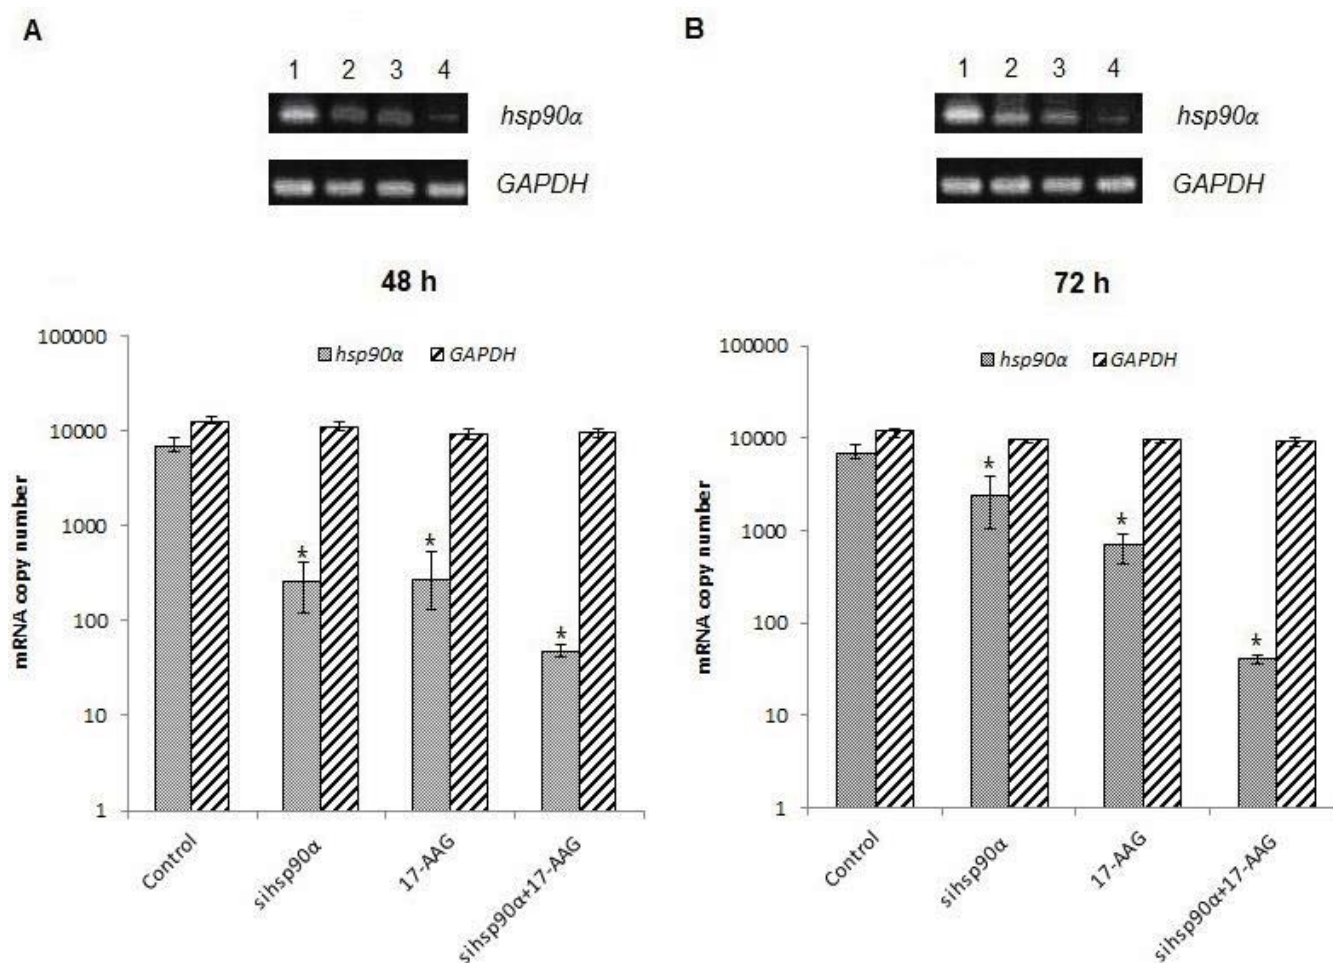 A
1 2 3 4
hsp90α
GAPDH
48 h
100000
10000
1000
100
10
1
mRNA copy number
hsp90α GAPDH
*
*
*
Control
sihsp90α
17-AAG
sihsp90α+17-AAG
B
1 2 3 4
hsp90α
GAPDH
72 h
100000
10000
1000
100
10
1
mRNA copy number
hsp90α GAPDH
*
*
*
Control
sihsp90α
17-AAG
sihsp90α+17-AAG